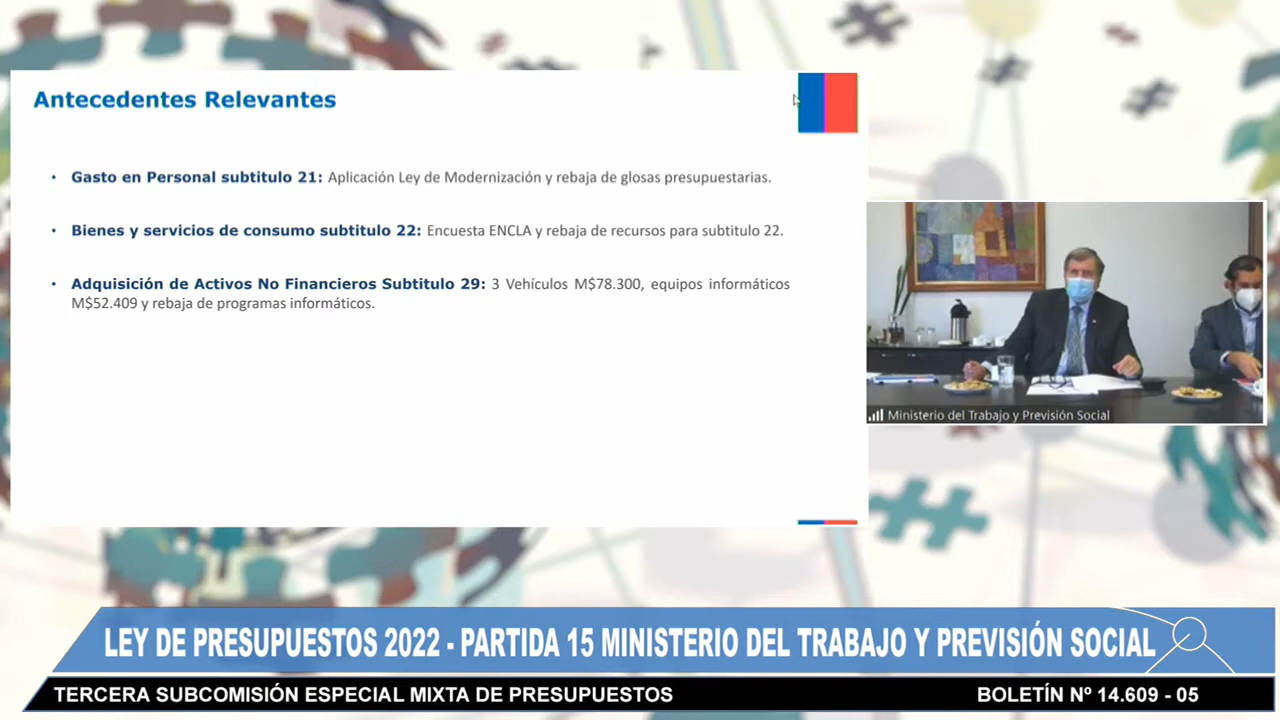 Antecedentes Relevantes
• Gasto en Personal subtitulo 21: Aplicación Ley de Modernización y rebaja de glosas presupuestarias.
• Bienes y servicios de consumo subtitulo 22: Encuesta ENCLA y rebaja de recursos para subtitulo 22.
• Adquisición de Activos No Financieros Subtitulo 29: 3 Vehículos M$78.300, equipos informáticos
M$52.409 y rebaja de programas informáticos.
Ministerio del Trabajo y Previsión Social
LEY DE PRESUPUESTOS 2022 - PARTIDA 15 MINISTERIO DEL TRABAJO Y PREVISIÓN SOCIAL
TERCERA SUBCOMISIÓN ESPECIAL MIXTA DE PRESUPUESTOS
BOLETÍN Nº 14.609 - 05